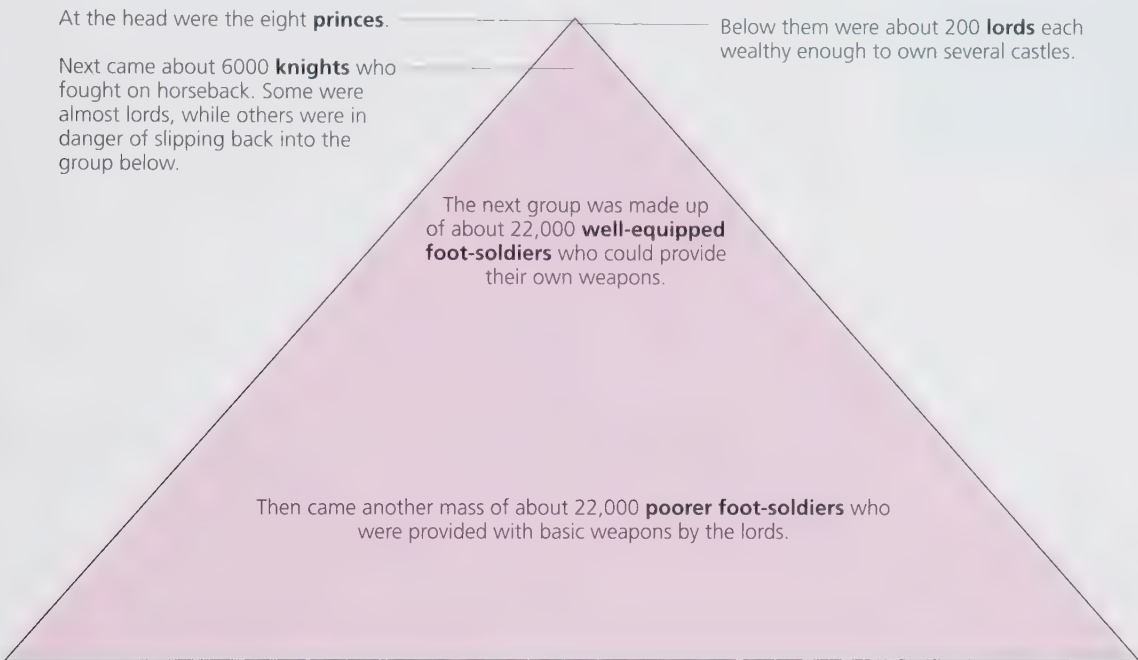 At the head were the eight princes.
Below them were about 200 lords each
wealthy enough to own several castles.
Next came about 6000 knights who
fought on horseback. Some were
almost lords, while others were in
danger of slipping back into the
group below.
The next group was made up
of about 22,000 well-equipped
foot-soldiers who could provide
their own weapons.
Then came another mass of about 22,000 poorer foot-soldiers who
were provided with basic weapons by the lords.